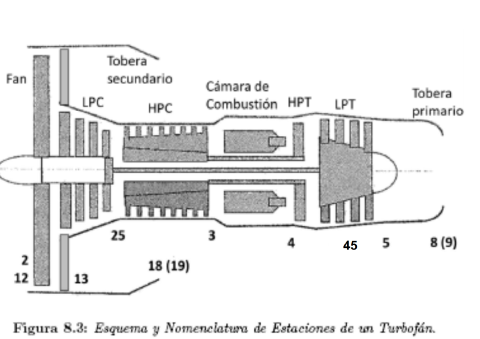 Fan
Tobera
secundario
LPC
HPC
Cámara de
Combustión
HPT
LPT
Tobera
primario
2
12
13
25
18 (19)
3
4
45
5
8 (9)
Figura 8.3: Esquema y Nomenclatura de Estaciones de un Turbofán.